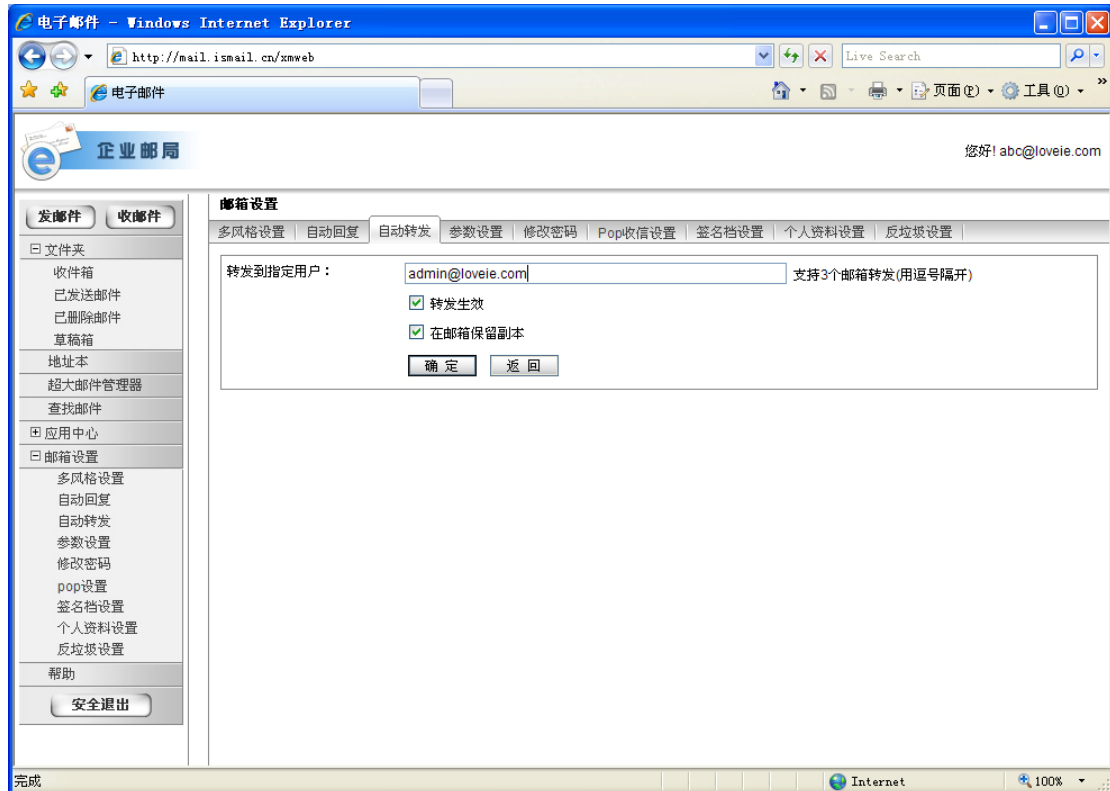 电子邮件 - Windows Internet Explorer
http://mail.ismail.cn/xmweb
Live Search
电子邮件
页面(P)
工具(O)
»
e
企业邮局
您好! abc@loveie.com
发邮件
收邮件
文件夹
收件箱
已发送邮件
已删除邮件
草稿箱
地址本
超大邮件管理器
查找邮件
应用中心
邮箱设置
多风格设置
自动回复
自动转发
参数设置
修改密码
pop设置
签名档设置
个人资料设置
反垃圾设置
帮助
安全退出
邮箱设置
多风格设置 | 自动回复 自动转发 参数设置 | 修改密码 | Pop收信设置 | 签名档设置 | 个人资料设置 | 反垃圾设置 |
转发到指定用户： admin@loveie.com 支持3个邮箱转发(用逗号隔开)
转发生效
在邮箱保留副本
确 定 返 回
完成
Internet
100%